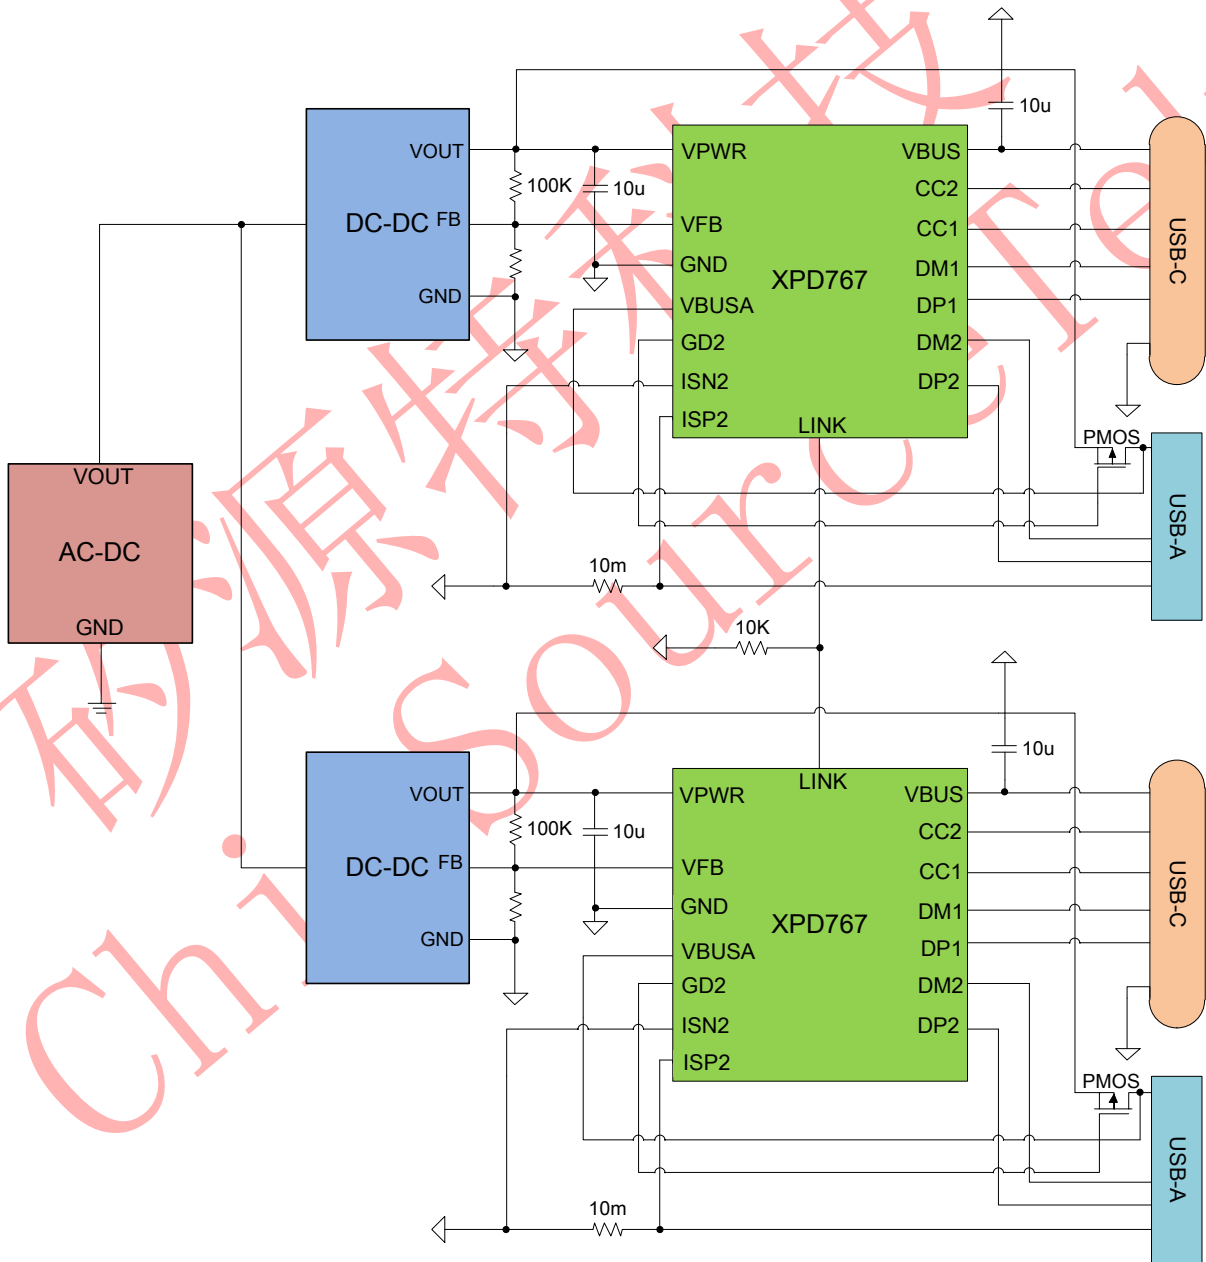 10u
VOUT
100K
10u
DC-DC
FB
GND
VPWR
VFB
GND
VBUSA
GD2
ISN2
ISP2
XPD767
LINK
VBUS
CC2
CC1
DM1
DP1
DM2
DP2
USB-C
PMOS
USB-A
VOUT
AC-DC
GND
10m
10K
10u
VOUT
100K
10u
DC-DC
FB
GND
LINK
VPWR
VFB
GND
VBUSA
GD2
ISN2
ISP2
XPD767
VBUS
CC2
CC1
DM1
DP1
DM2
DP2
USB-C
PMOS
USB-A
10m
矽源特科技
ChipSourceTek